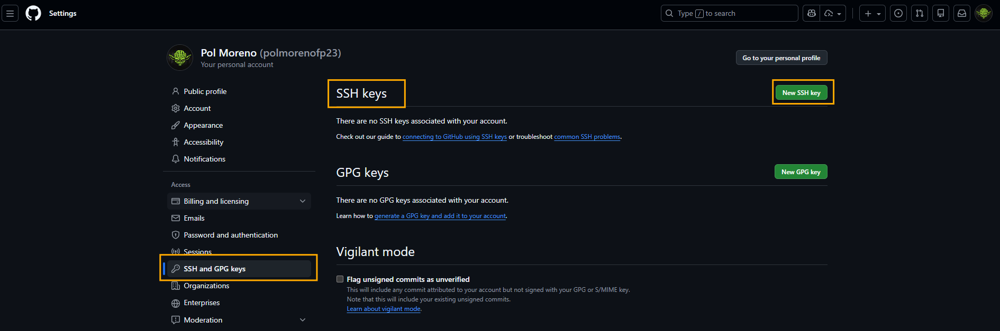 Settings
Type / to search
Pol Moreno (polmorenofp23)
Your personal account
Go to your personal profile
Public profile
Account
Appearance
Accessibility
Notifications
Access
Billing and licensing
Emails
Password and authentication
Sessions
SSH and GPG keys
Organizations
Enterprises
Moderation
SSH keys
New SSH key
There are no SSH keys associated with your account.
Check out our guide to connecting to GitHub using SSH keys or troubleshoot common SSH problems.
GPG keys
New GPG key
There are no GPG keys associated with your account.
Learn how to generate a GPG key and add it to your account.
Vigilant mode
Flag unsigned commits as unverified
This will include any commit attributed to your account but not signed with your GPG or S/MIME key.
Note that this will include your existing unsigned commits.
Learn about vigilant mode.